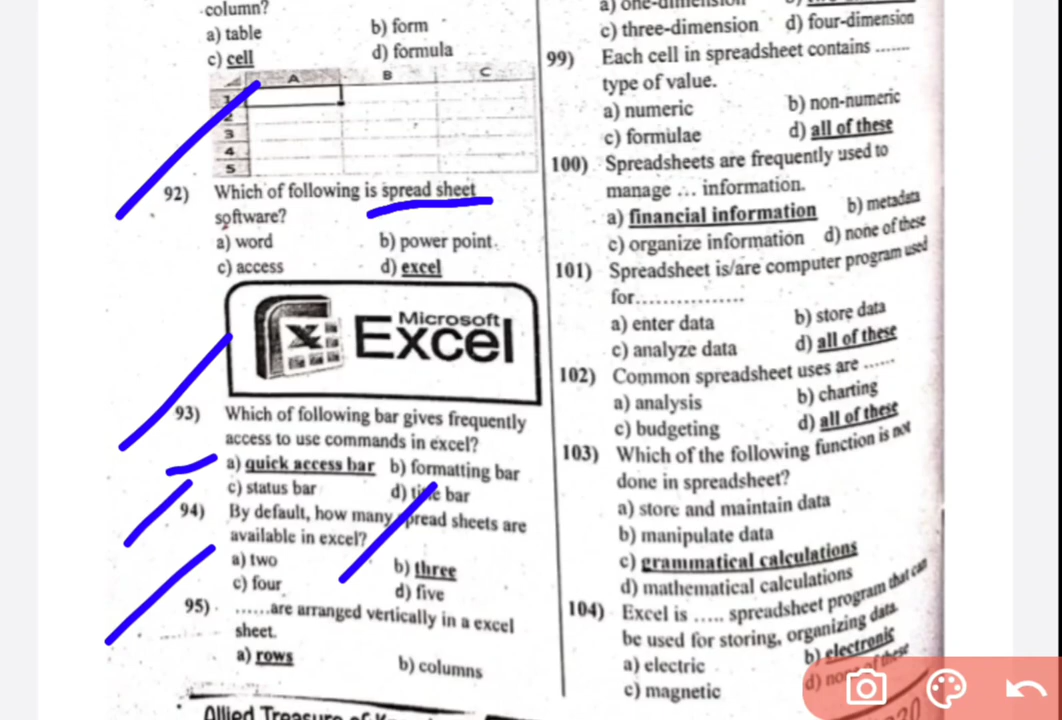 column?
a) table b) form
c) cell d) formula
A B C
1
2
3
4
5
92) Which of following is spread sheet
software?
a) word b) power point
c) access d) excel
Microsoft
Excel
93) Which of following bar gives frequently
access to use commands in excel?
a) quick access bar b) formatting bar
c) status bar d) title bar
94) By default, how many spread sheets are
available in excel?
a) two b) three
c) four d) five
95) ......are arranged vertically in a excel
sheet.
a) rows b) columns
Allied Treasure of
a) one-dimension
c) three-dimension d) four-dimension
99) Each cell in spreadsheet contains .......
type of value.
a) numeric b) non-numeric
c) formulae d) all of these
100) Spreadsheets are frequently used to
manage ... information.
a) financial information b) metadata
c) organize information d) none of these
101) Spreadsheet is/are computer program used
for.................
a) enter data b) store data
c) analyze data d) all of these
102) Common spreadsheet uses are ......
a) analysis b) charting
c) budgeting d) all of these
103) Which of the following function is not
done in spreadsheet?
a) store and maintain data
b) manipulate data
c) grammatical calculations
d) mathematical calculations
104) Excel is ..... spreadsheet program that can
be used for storing, organizing data.
a) electric b) electronic
c) magnetic d) none of these